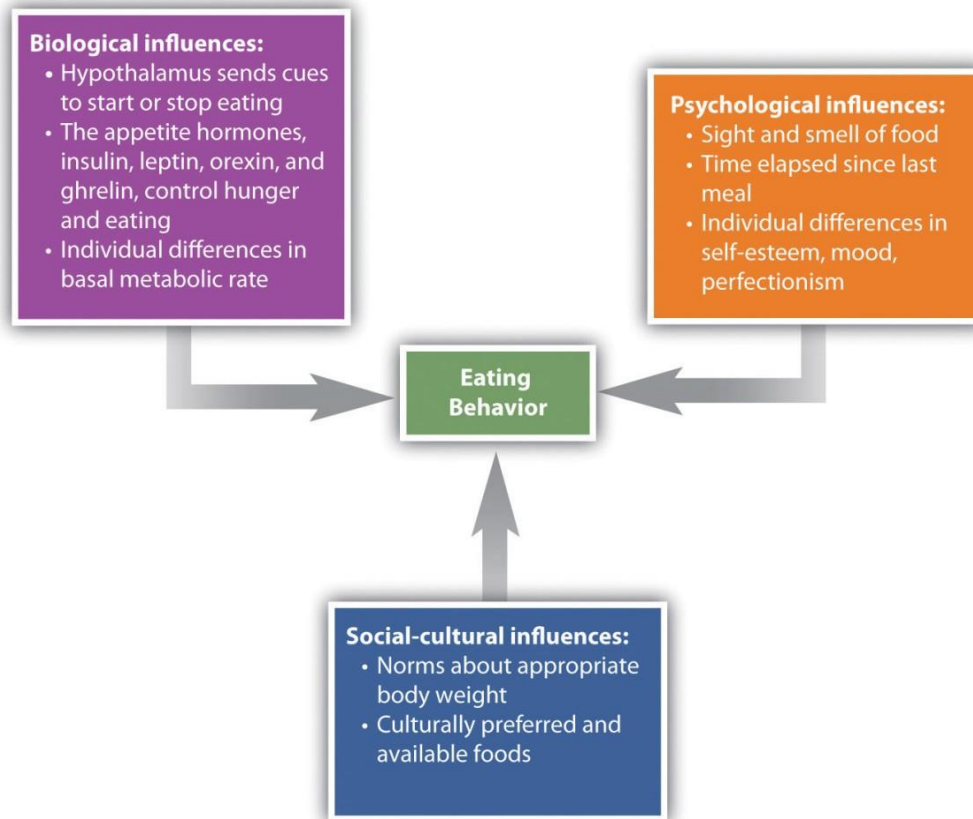 Biological influences:
• Hypothalamus sends cues
to start or stop eating
• The appetite hormones,
insulin, leptin, orexin, and
ghrelin, control hunger
and eating
• Individual differences in
basal metabolic rate
Psychological influences:
• Sight and smell of food
• Time elapsed since last
meal
• Individual differences in
self-esteem, mood,
perfectionism
Eating
Behavior
Social-cultural influences:
• Norms about appropriate
body weight
• Culturally preferred and
available foods